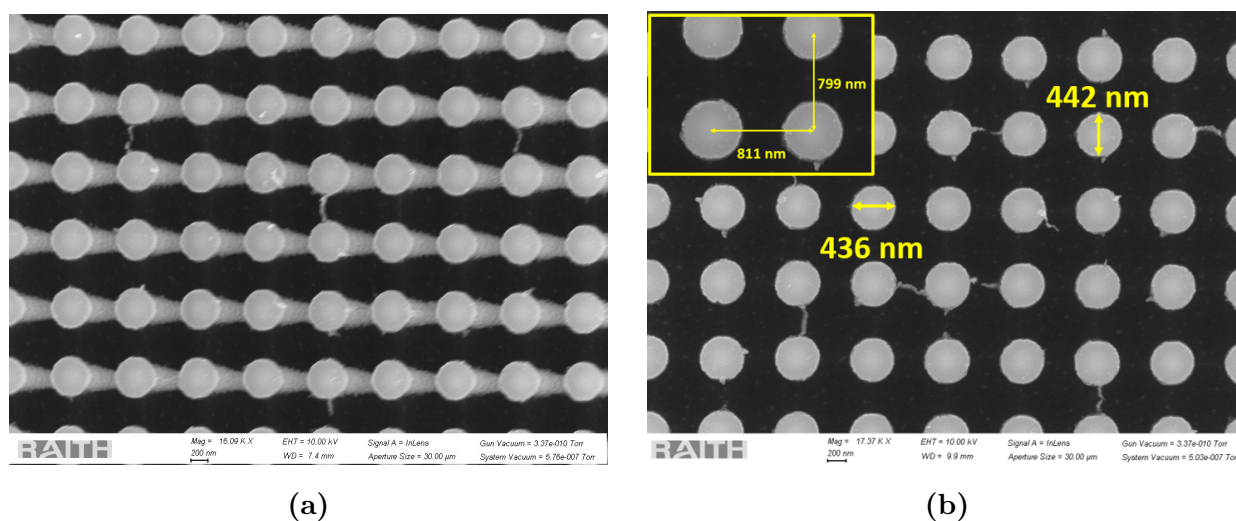 799 nm
811 nm
442 nm
436 nm
RAITH
Mag = 16.09 K X
EHT = 10.00 kV
Signal A = InLens
Gun Vacuum = 3.37e-010 Torr
200 nm
WD = 7.4 mm
Aperture Size = 30.00 µm
System Vacuum = 5.76e-007 Torr
RAITH
Mag = 17.37 K X
EHT = 10.00 kV
Signal A = InLens
Gun Vacuum = 3.37e-010 Torr
200 nm
WD = 9.9 mm
Aperture Size = 30.00 µm
System Vacuum = 5.03e-007 Torr
(a)
(b)